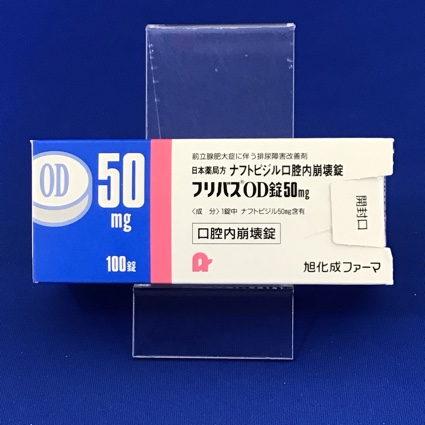 OD
50
mg
100錠
前立腺肥大症に伴う排尿障害改善剤
日本薬局方 ナフトピジル口腔内崩壊錠
フリバス®OD錠50mg
〈成 分〉1錠中 ナフトピジル50mg含有
口腔内崩壊錠
旭化成ファーマ
開封口